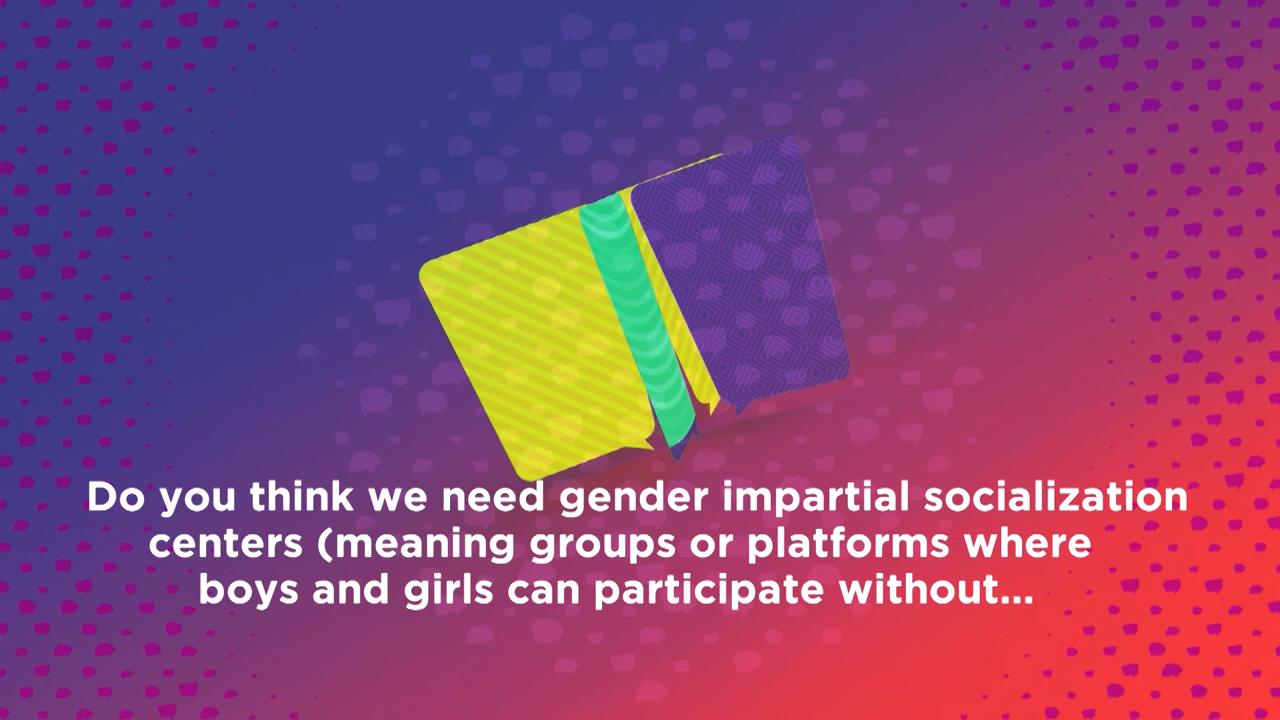 Do you think we need gender impartial socialization
centers (meaning groups or platforms where
boys and girls can participate without...